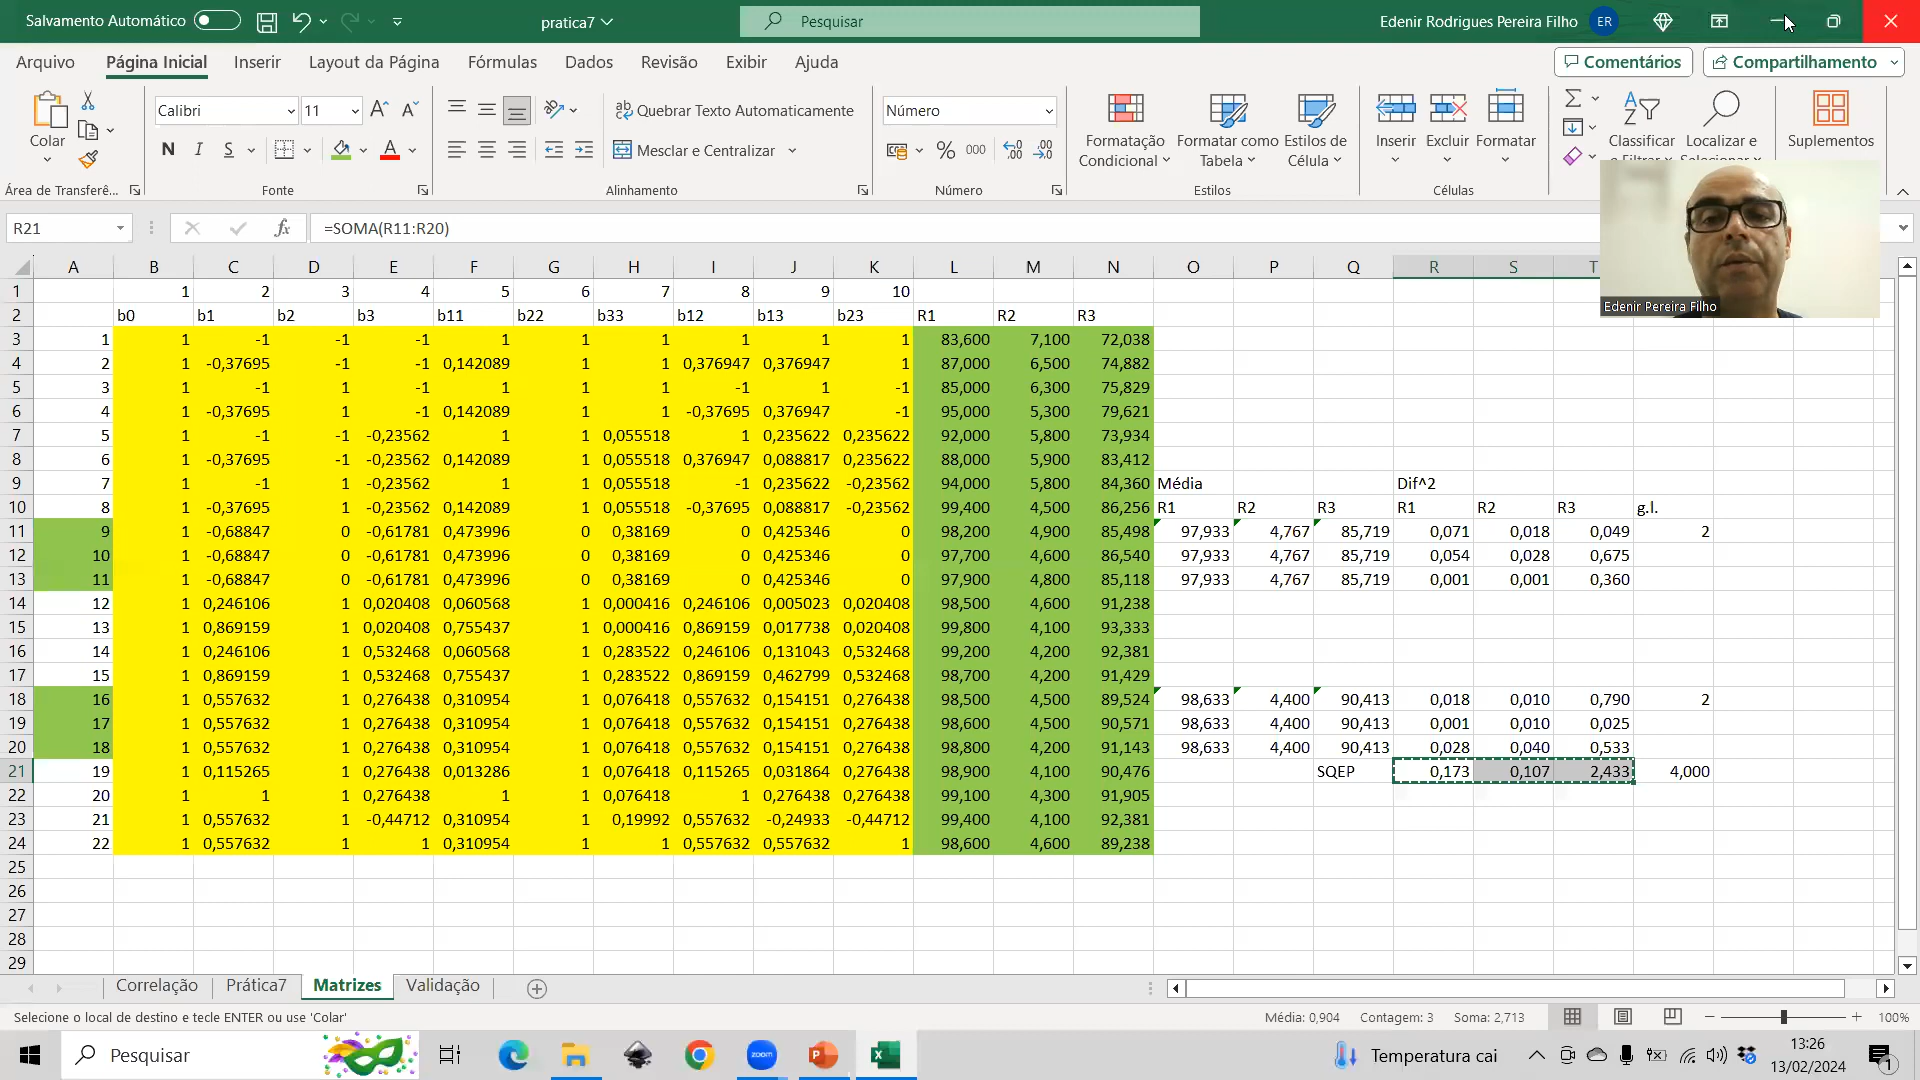 Salvamento Automático
pratica7
Pesquisar
Edenir Rodrigues Pereira Filho
ER
Arquivo Página Inicial Inserir Layout da Página Fórmulas Dados Revisão Exibir Ajuda
Comentários Compartilhamento
Calibri 11
Quebrar Texto Automaticamente
Número
Colar
N I S
Mesclar e Centralizar
% 000
Formatação Condicional
Formatar como Tabela
Estilos de Célula
Inserir Excluir Formatar
Classificar
Localizar e
Suplementos
Área de Transferê... Fonte Alinhamento Número Estilos Células
R21 fx =SOMA(R11:R20)
Edenir Pereira Filho
A B C D E F G H I J K L M N O P Q R S T
1 1 2 3 4 5 6 7 8 9 10
2 b0 b1 b2 b3 b11 b22 b33 b12 b13 b23 R1 R2 R3
3 1 1 -1 -1 -1 1 1 1 1 1 1 83,600 7,100 72,038
4 2 1 -0,37695 -1 -1 0,142089 1 1 0,376947 0,376947 1 87,000 6,500 74,882
5 3 1 -1 1 -1 1 1 1 -1 1 -1 85,000 6,300 75,829
6 4 1 -0,37695 1 -1 0,142089 1 1 -0,37695 0,376947 -1 95,000 5,300 79,621
7 5 1 -1 -1 -0,23562 1 1 0,055518 1 0,235622 0,235622 92,000 5,800 73,934
8 6 1 -0,37695 -1 -0,23562 0,142089 1 0,055518 0,376947 0,088817 0,235622 88,000 5,900 83,412
9 7 1 -1 1 -0,23562 1 1 0,055518 -1 0,235622 -0,23562 94,000 5,800 84,360 Média Dif^2
10 8 1 -0,37695 1 -0,23562 0,142089 1 0,055518 -0,37695 0,088817 -0,23562 99,400 4,500 86,256 R1 R2 R3 R1 R2 R3 g.l.
11 9 1 -0,68847 0 -0,61781 0,473996 0 0,38169 0 0,425346 0 98,200 4,900 85,498 97,933 4,767 85,719 0,071 0,018 0,049 2
12 10 1 -0,68847 0 -0,61781 0,473996 0 0,38169 0 0,425346 0 97,700 4,600 86,540 97,933 4,767 85,719 0,054 0,028 0,675
13 11 1 -0,68847 0 -0,61781 0,473996 0 0,38169 0 0,425346 0 97,900 4,800 85,118 97,933 4,767 85,719 0,001 0,001 0,360
14 12 1 0,246106 1 0,020408 0,060568 1 0,000416 0,246106 0,005023 0,020408 98,500 4,600 91,238
15 13 1 0,869159 1 0,020408 0,755437 1 0,000416 0,869159 0,017738 0,020408 99,800 4,100 93,333
16 14 1 0,246106 1 0,532468 0,060568 1 0,283522 0,246106 0,131043 0,532468 99,200 4,200 92,381
17 15 1 0,869159 1 0,532468 0,755437 1 0,283522 0,869159 0,462799 0,532468 98,700 4,200 91,429
18 16 1 0,557632 1 0,276438 0,310954 1 0,076418 0,557632 0,154151 0,276438 98,500 4,500 89,524 98,633 4,400 90,413 0,018 0,010 0,790 2
19 17 1 0,557632 1 0,276438 0,310954 1 0,076418 0,557632 0,154151 0,276438 98,600 4,500 90,571 98,633 4,400 90,413 0,001 0,010 0,025
20 18 1 0,557632 1 0,276438 0,310954 1 0,076418 0,557632 0,154151 0,276438 98,800 4,200 91,143 98,633 4,400 90,413 0,028 0,040 0,533
21 19 1 0,115265 1 0,276438 0,013286 1 0,076418 0,115265 0,031864 0,276438 98,900 4,100 90,476 SQEP 0,173 0,107 2,433 4,000
22 20 1 1 1 0,276438 1 1 0,076418 1 0,276438 0,276438 99,100 4,300 91,905
23 21 1 0,557632 1 -0,44712 0,310954 1 0,19992 0,557632 -0,24933 -0,44712 99,400 4,100 92,381
24 22 1 0,557632 1 1 0,310954 1 1 0,557632 0,557632 1 98,600 4,600 89,238
25
26
27
28
29
Correlação Prática7 Matrizes Validação
Selecione o local de destino e tecle ENTER ou use 'Colar'
Média: 0,904 Contagem: 3 Soma: 2,713
100%
Pesquisar
zoom
Temperatura cai
13:26
13/02/2024
1